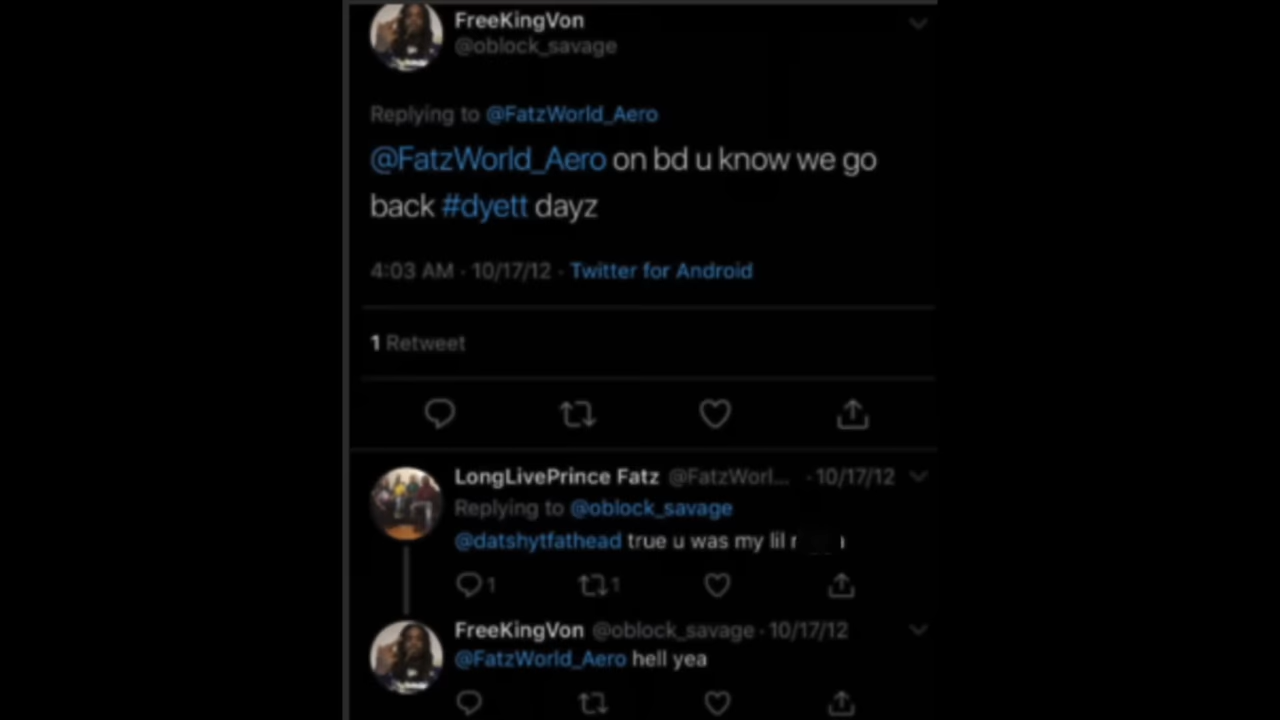 FreeKingVon
@oblock_savage
Replying to @FatzWorld_Aero
@FatzWorld_Aero on bd u know we go
back #dyett dayz
4:03 AM · 10/17/12 · Twitter for Android
1 Retweet
LongLivePrince Fatz @FatzWorl... · 10/17/12
Replying to @oblock_savage
@datshytfathead true u was my lil
1 1
FreeKingVon @oblock_savage · 10/17/12
@FatzWorld_Aero hell yea